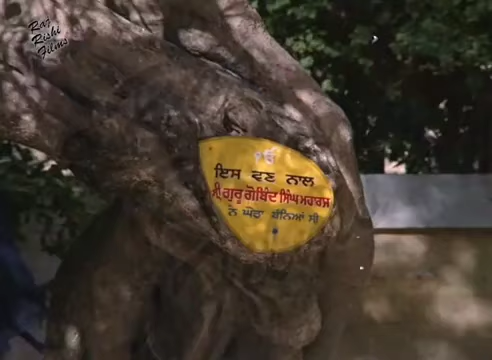 Raj
Rishi
Films
ੴ
ਇਸ ਵਣ ਨਾਲ
ਸ੍ਰੀ ਗੁਰੂ ਗੋਬਿੰਦ ਸਿੰਘ ਮਹਾਰਾਜ
ਨੇ ਘੋੜਾ ਬੰਨਿਆਂ ਸੀ